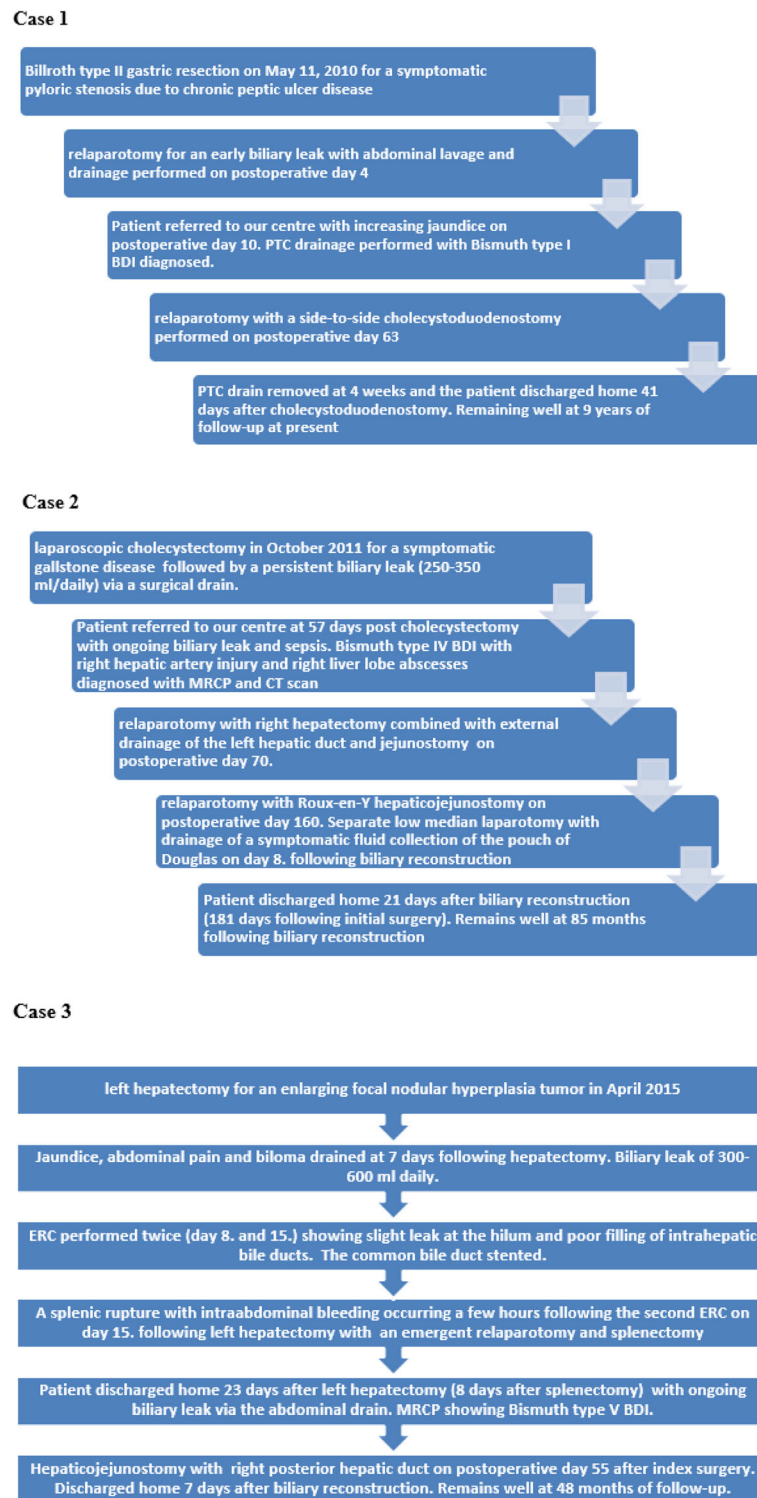 Case 1
Billroth type II gastric resection on May 11, 2010 for a symptomatic
pyloric stenosis due to chronic peptic ulcer disease
relaparotomy for an early biliary leak with abdominal lavage and
drainage performed on postoperative day 4
Patient referred to our centre with increasing jaundice on
postoperative day 10. PTC drainage performed with Bismuth type I
BDI diagnosed.
relaparotomy with a side-to-side cholecystoduodenostomy
performed on postoperative day 63
PTC drain removed at 4 weeks and the patient discharged home 41
days after cholecystoduodenostomy. Remaining well at 9 years of
follow-up at present
Case 2
laparoscopic cholecystectomy in October 2011 for a symptomatic
gallstone disease followed by a persistent biliary leak (250-350
ml/daily) via a surgical drain.
Patient referred to our centre at 57 days post cholecystectomy
with ongoing biliary leak and sepsis. Bismuth type IV BDI with
right hepatic artery injury and right liver lobe abscesses
diagnosed with MRCP and CT scan
relaparotomy with right hepatectomy combined with external
drainage of the left hepatic duct and jejunostomy on
postoperative day 70.
relaparotomy with Roux-en-Y hepaticojejunostomy on
postoperative day 160. Separate low median laparotomy with
drainage of a symptomatic fluid collection of the pouch of
Douglas on day 8. following biliary reconstruction
Patient discharged home 21 days after biliary reconstruction
(181 days following initial surgery). Remains well at 85 months
following biliary reconstruction
Case 3
left hepatectomy for an enlarging focal nodular hyperplasia tumor in April 2015
Jaundice, abdominal pain and biloma drained at 7 days following hepatectomy. Biliary leak of 300-
600 ml daily.
ERC performed twice (day 8. and 15.) showing slight leak at the hilum and poor filling of intrahepatic
bile ducts. The common bile duct stented.
A splenic rupture with intraabdominal bleeding occurring a few hours following the second ERC on
day 15. following left hepatectomy with an emergent relaparotomy and splenectomy
Patient discharged home 23 days after left hepatectomy (8 days after splenectomy) with ongoing
biliary leak via the abdominal drain. MRCP showing Bismuth type V BDI.
Hepaticojejunostomy with right posterior hepatic duct on postoperative day 55 after index surgery.
Discharged home 7 days after biliary reconstruction. Remains well at 48 months of follow-up.